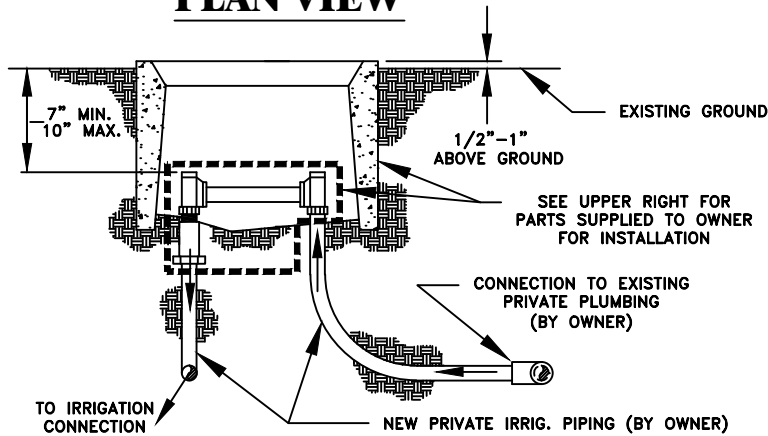 PLAN VIEW
7" MIN.
10" MAX.
EXISTING GROUND
1/2"-1"
ABOVE GROUND
SEE UPPER RIGHT FOR
PARTS SUPPLIED TO OWNER
FOR INSTALLATION
CONNECTION TO EXISTING
PRIVATE PLUMBING
(BY OWNER)
TO IRRIGATION
CONNECTION
NEW PRIVATE IRRIG. PIPING (BY OWNER)